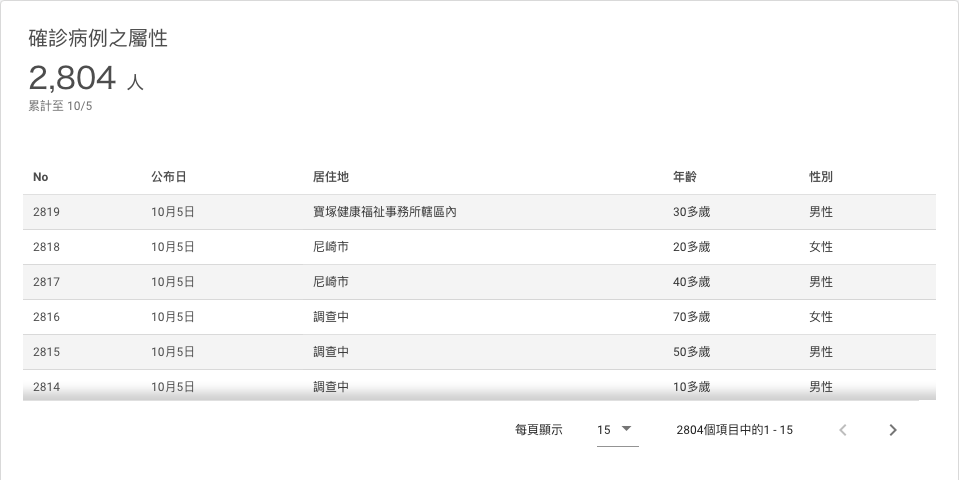 確診病例之屬性
2,804 人
累計至 10/5
No 公布日 居住地 年齡 性別
2819 10月5日 寶塚健康福祉事務所轄區內 30多歲 男性
2818 10月5日 尼崎市 20多歲 女性
2817 10月5日 尼崎市 40多歲 男性
2816 10月5日 調查中 70多歲 女性
2815 10月5日 調查中 50多歲 男性
2814 10月5日 調查中 10多歲 男性
每頁顯示 15 2804個項目中的1 - 15